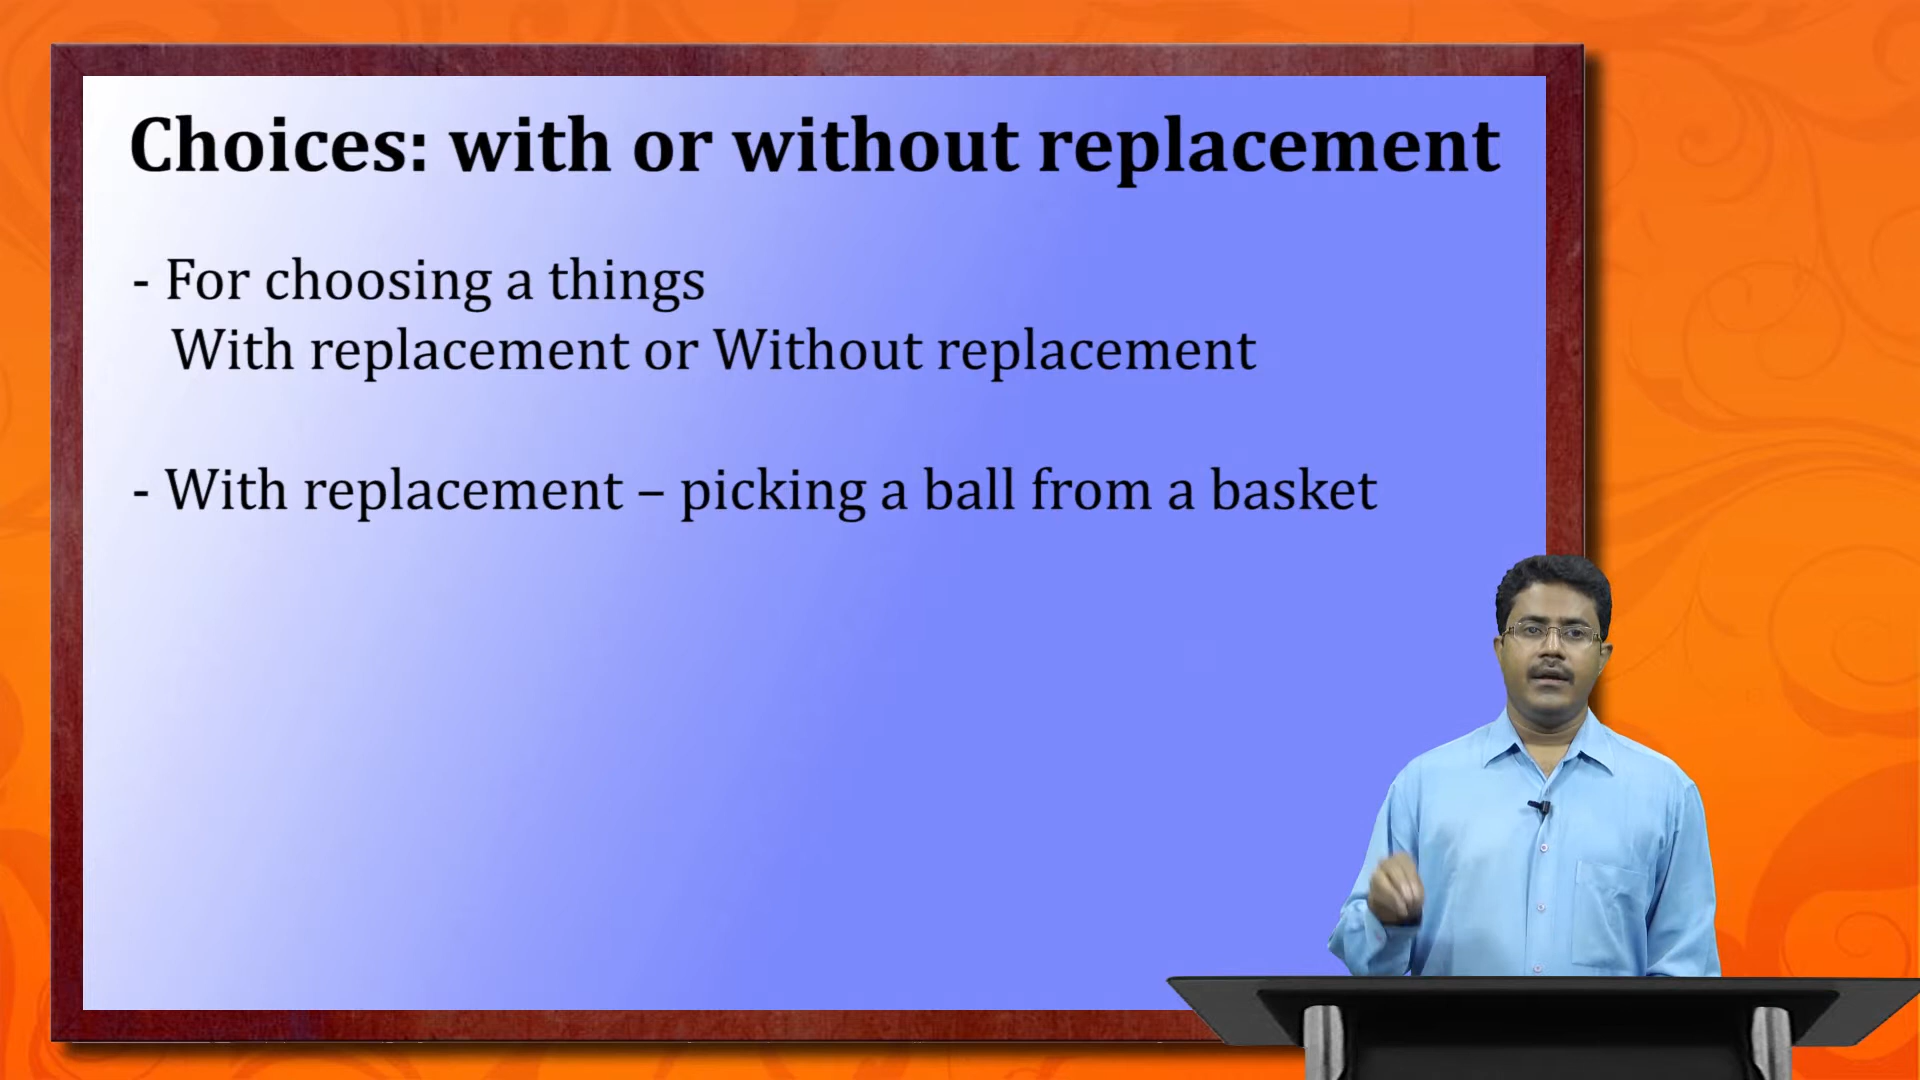 Choices: with or without replacement
- For choosing a things
With replacement or Without replacement
- With replacement – picking a ball from a basket